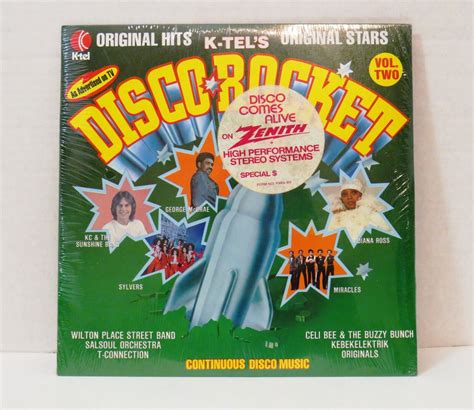 K-tel
ORIGINAL HITS K-TEL'S ORIGINAL STARS
As Advertised on TV
VOL. TWO
DISCO ROCKET
DISCO
COMES
ALIVE
ON ZENITH
HIGH PERFORMANCE
STEREO SYSTEMS
SPECIAL $
KC & THE
SUNSHINE BAND
GEORGE McCRAE
DIANA ROSS
SYLVERS
MIRACLES
WILTON PLACE STREET BAND
SALSOUL ORCHESTRA
T-CONNECTION
CELI BEE & THE BUZZY BUNCH
KEBEKELEKTRIK
ORIGINALS
CONTINUOUS DISCO MUSIC